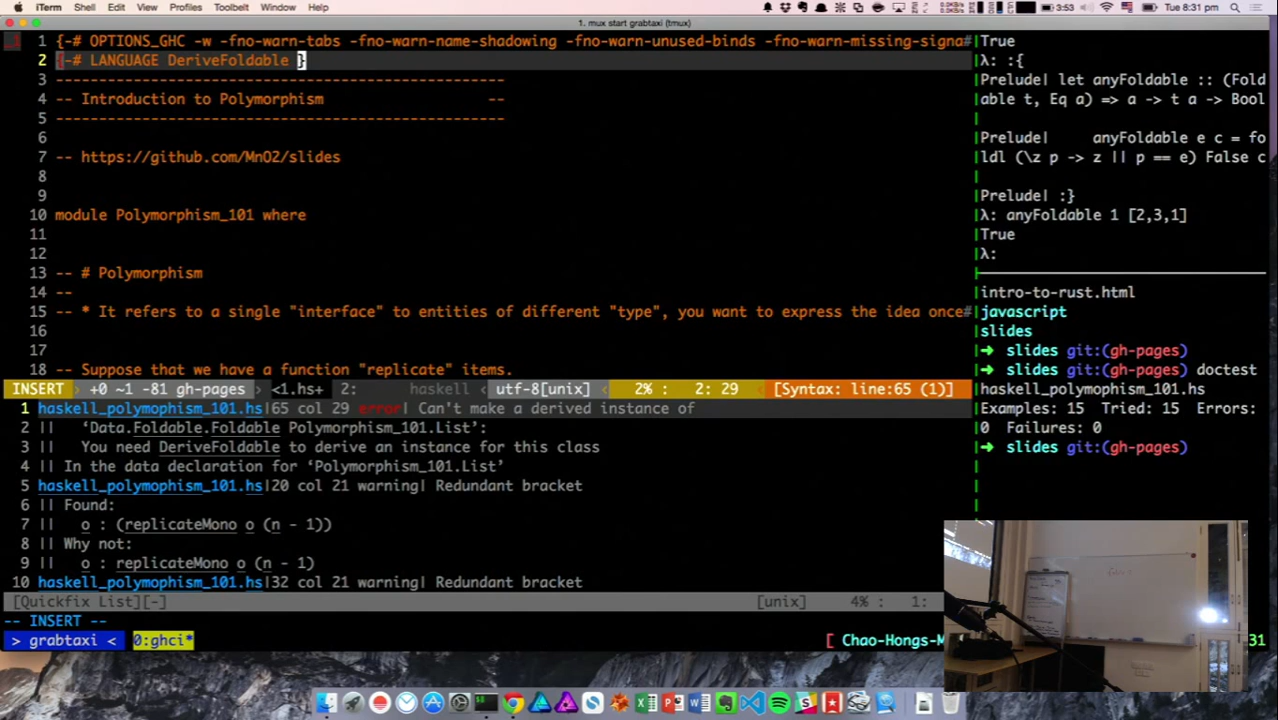 iTerm Shell Edit View Profiles Toolbelt Window Help
3:53 Tue 8:31 pm
1. mux start grabtaxi (tmux)
1 {-# OPTIONS_GHC -w -fno-warn-tabs -fno-warn-name-shadowing -fno-warn-unused-binds -fno-warn-missing-signa#
2 {-# LANGUAGE DeriveFoldable }
3 ----------------------------------------------------
4 -- Introduction to Polymorphism --
5 ----------------------------------------------------
6
7 -- https://github.com/MnO2/slides
8
9
10 module Polymorphism_101 where
11
12
13 -- # Polymorphism
14 --
15 -- * It refers to a single "interface" to entities of different "type", you want to express the idea once#
16
17
18 -- Suppose that we have a function "replicate" items.
INSERT +0 ~1 -81 gh-pages <1.hs+ 2: haskell utf-8[unix] 2% : 2: 29 [Syntax: line:65 (1)]
1 haskell_polymophism_101.hs|65 col 29 error| Can't make a derived instance of
2 || ‘Data.Foldable.Foldable Polymorphism_101.List’:
3 || You need DeriveFoldable to derive an instance for this class
4 || In the data declaration for ‘Polymorphism_101.List’
5 haskell_polymophism_101.hs|20 col 21 warning| Redundant bracket
6 || Found:
7 || o : (replicateMono o (n - 1))
8 || Why not:
9 || o : replicateMono o (n - 1)
10 haskell_polymophism_101.hs|32 col 21 warning| Redundant bracket
[Quickfix List][-] [unix] 4% : 1:
-- INSERT --
> grabtaxi < 0:ghci* [ Chao-Hongs-M 31
True
λ: :{
Prelude| let anyFoldable :: (Fold
able t, Eq a) => a -> t a -> Bool
Prelude| anyFoldable e c = fo
ldl (\z p -> z || p == e) False c
Prelude| :}
λ: anyFoldable 1 [2,3,1]
True
λ:
intro-to-rust.html
javascript
slides
➜ slides git:(gh-pages)
➜ slides git:(gh-pages) doctest
haskell_polymophism_101.hs
Examples: 15 Tried: 15 Errors:
0 Failures: 0
➜ slides git:(gh-pages)